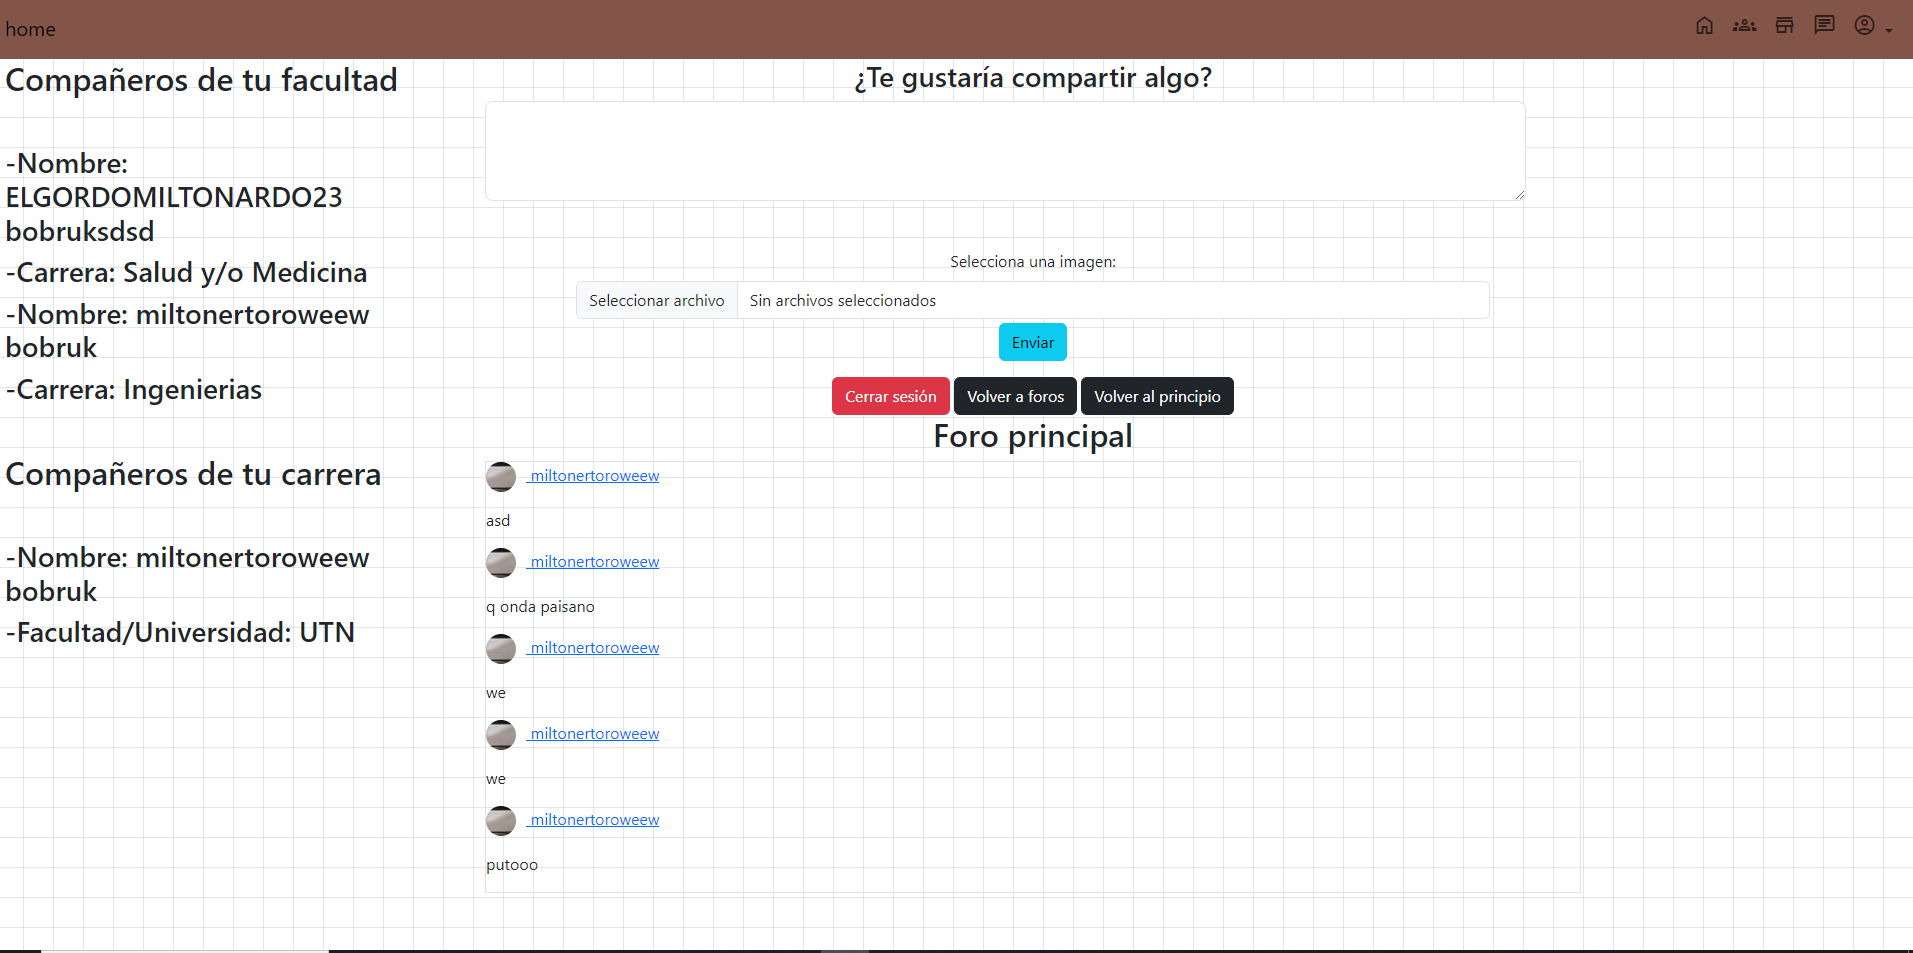 home
Compañeros de tu facultad
-Nombre:
ELGORDOMILTONARDO23
bobruksdsd
-Carrera: Salud y/o Medicina
-Nombre: miltonertoroweew
bobruk
-Carrera: Ingenierias
Compañeros de tu carrera
-Nombre: miltonertoroweew
bobruk
-Facultad/Universidad: UTN
¿Te gustaría compartir algo?
Selecciona una imagen:
Seleccionar archivo Sin archivos seleccionados
Enviar
Cerrar sesión Volver a foros Volver al principio
Foro principal
miltonertoroweew
asd
miltonertoroweew
q onda paisano
miltonertoroweew
we
miltonertoroweew
we
miltonertoroweew
putooo